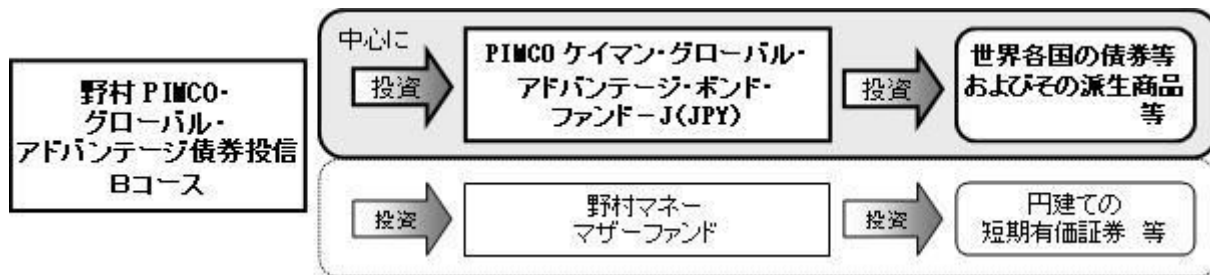 野村PIMCO・
グローバル・
アドバンテージ債券投信
Bコース
中心に
投資
PIMCO ケイマン・グローバル・
アドバンテージ・ボンド・
ファンド－J(JPY)
投資
世界各国の債券等
およびその派生商品
等
投資
野村マネー
マザーファンド
投資
円建ての
短期有価証券 等